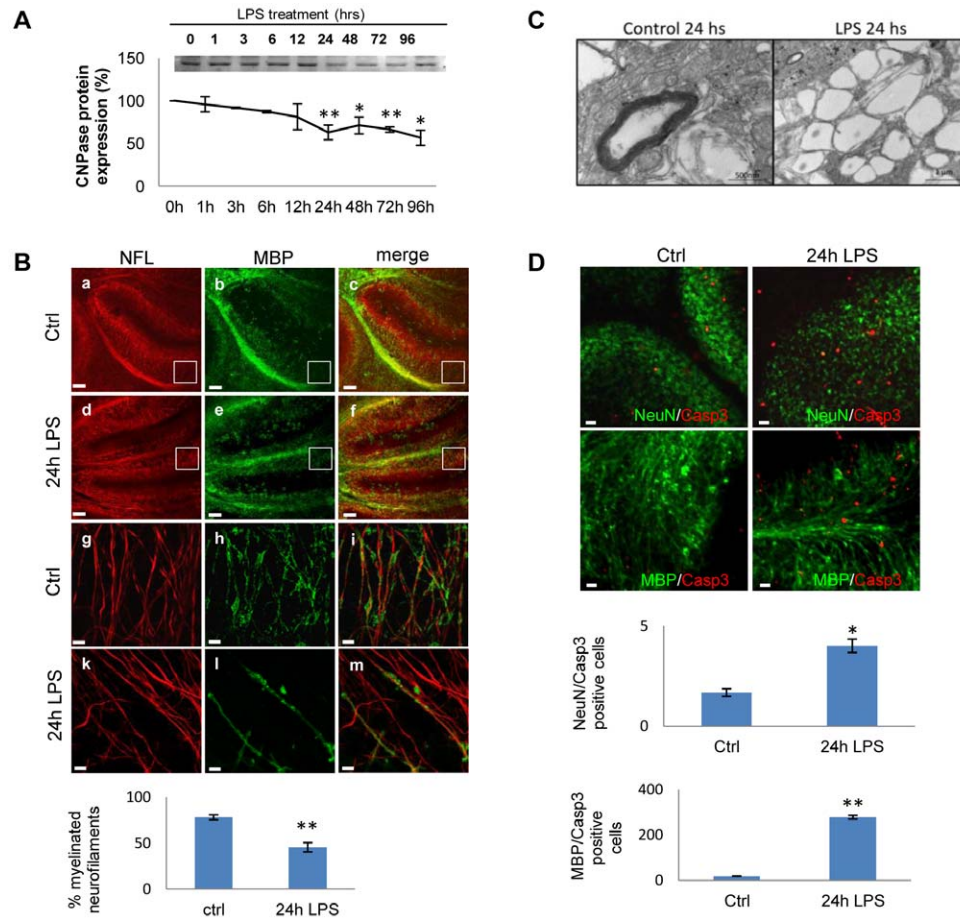 A
LPS treatment (hrs)
0 1 3 6 12 24 48 72 96
CNPase protein
expression (%)
150
100
50
0
** * ** *
0h 1h 3h 6h 12h 24h 48h 72h 96h
B
NFL MBP merge
Ctrl
a b c
24h LPS
d e f
Ctrl
g h i
24h LPS
k l m
% myelinated
neurofilaments
100
50
0
**
ctrl 24h LPS
C
Control 24 hs LPS 24 hs
500nm 1 µm
D
Ctrl 24h LPS
NeuN/Casp3 NeuN/Casp3
MBP/Casp3 MBP/Casp3
NeuN/Casp3
positive cells
5
0
*
Ctrl 24h LPS
MBP/Casp3
positive
cells
400
200
0
**
Ctrl 24h LPS